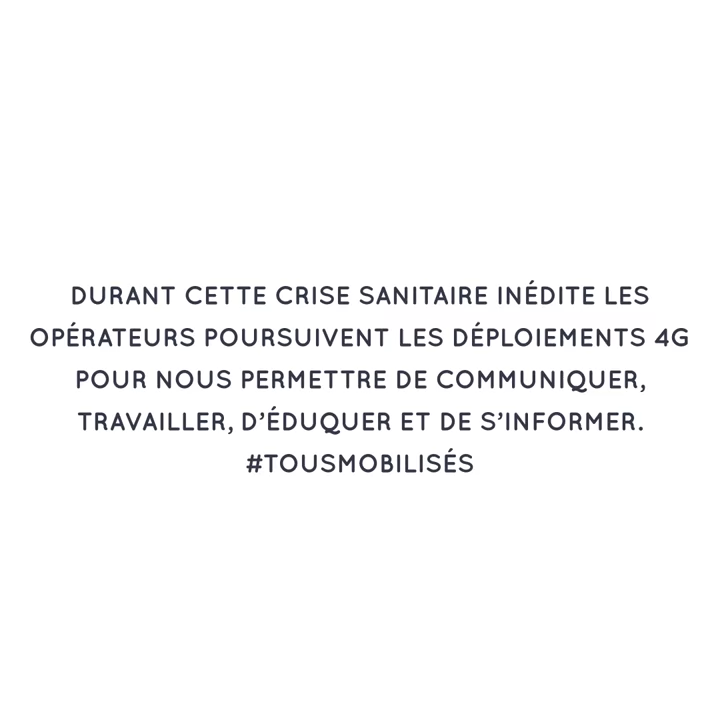 DURANT CETTE CRISE SANITAIRE INÉDITE LES
OPÉRATEURS POURSUIVENT LES DÉPLOIEMENTS 4G
POUR NOUS PERMETTRE DE COMMUNIQUER,
TRAVAILLER, D’ÉDUQUER ET DE S’INFORMER.
#TOUSMOBILISÉS